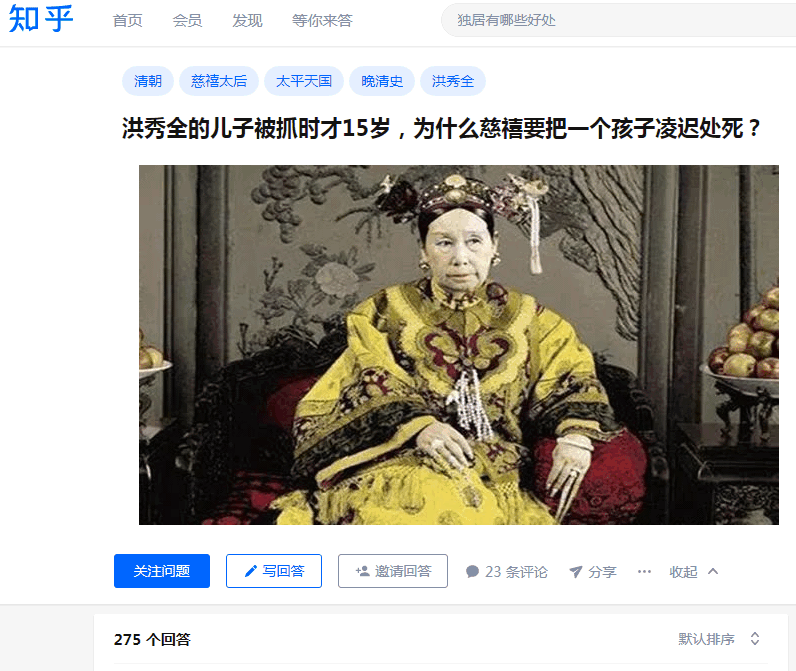 知乎 首页 会员 发现 等你来答 独居有哪些好处
清朝 慈禧太后 太平天国 晚清史 洪秀全
洪秀全的儿子被抓时才15岁，为什么慈禧要把一个孩子凌迟处死？
关注问题 写回答 邀请回答 23 条评论 分享 ··· 收起
275 个回答 默认排序